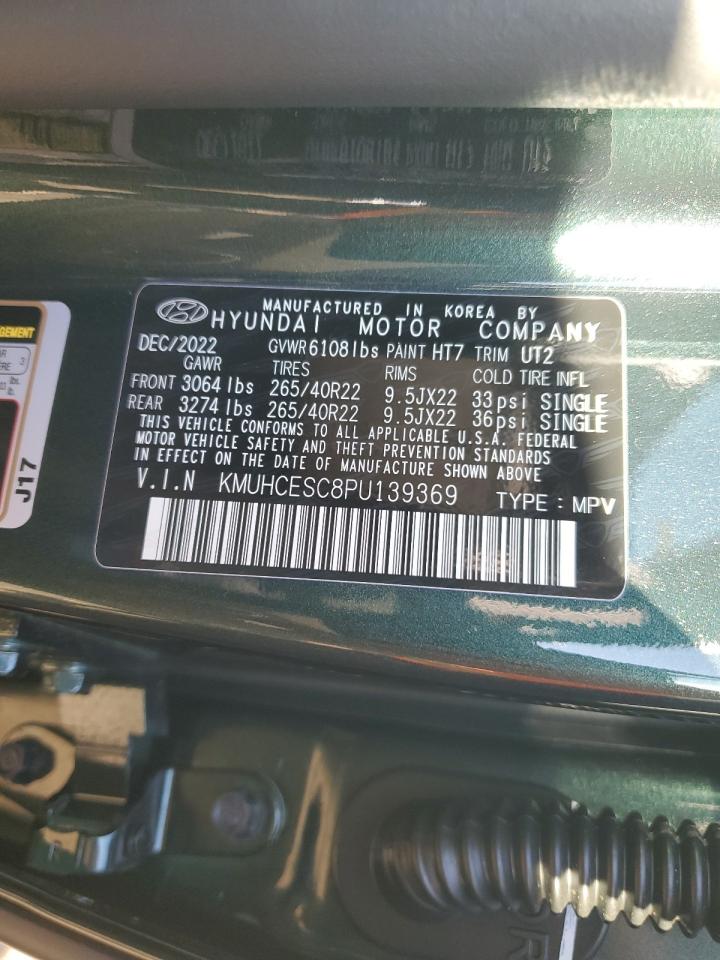 MANUFACTURED IN KOREA BY
HYUNDAI MOTOR COMPANY
DEC/2022 GVWR 6108lbs PAINT HT7 TRIM UT2
GAWR TIRES RIMS COLD TIRE INFL
FRONT 3064 lbs 265/40R22 9.5JX22 33psi SINGLE
REAR 3274 lbs 265/40R22 9.5JX22 36psi SINGLE
THIS VEHICLE CONFORMS TO ALL APPLICABLE U.S.A. FEDERAL
MOTOR VEHICLE SAFETY AND THEFT PREVENTION STANDARDS
IN EFFECT ON THE DATE OF MANUFACTURE SHOWN ABOVE
V.I.N KMUHCESC8PU139369 TYPE : MPV
J17